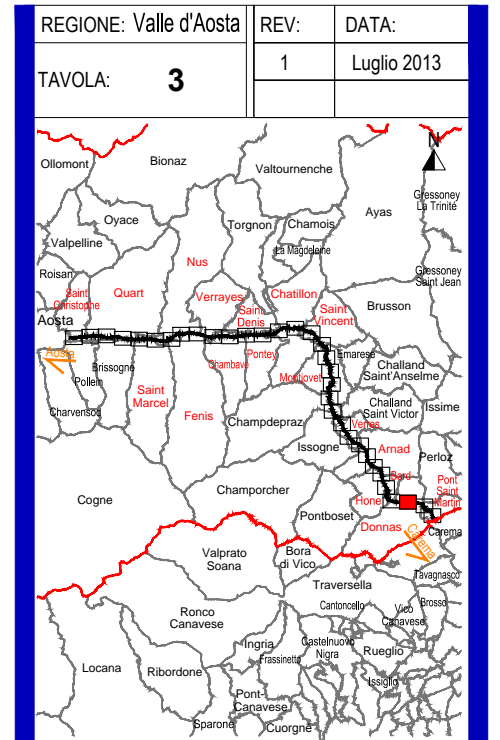 REGIONE: Valle d'Aosta
REV:
DATA:
TAVOLA: 3
1
Luglio 2013
N
Ollomont
Bionaz
Valtournenche
Gressoney
La Trinité
Ayas
Oyace
Torgnon
Chamois
Valpelline
La Magdeleine
Nus
Roisan
Gressoney
Saint Jean
Saint
Christophe
Quart
Verrayes
Chatillon
Saint
Denis
Saint
Vincent
Brusson
Aosta
Aosta
Brissogne
Pollein
Chambave
Pontey
Emarese
Montjovet
Challand
Saint'Anselme
Charvensod
Saint
Marcel
Fenis
Champdepraz
Challand
Saint Victor
Issime
Verres
Issogne
Arnad
Perloz
Bard
Pont
Saint
Martin
Cogne
Champorcher
Hone
Pontboset
Donnas
Carema
Carema
Valprato
Soana
Bora
di Vico
Tavagnasco
Traversella
Ronco
Canavese
Cantoncello
Vico
Canavese
Brosso
Ingria
Castelnuovo
Nigra
Rueglio
Frassinetto
Locana
Ribordone
Issiglio
Pont-
Canavese
Sparone
Cuorgne'